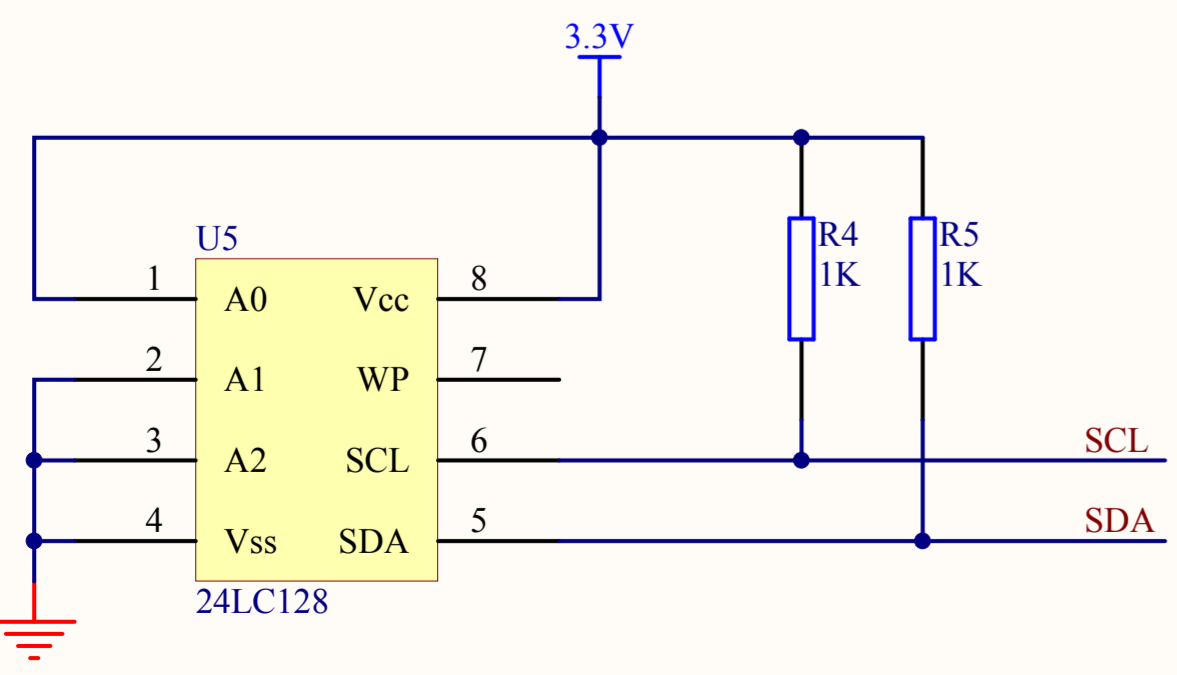 3.3V
U5
1 A0 Vcc 8
2 A1 WP 7
3 A2 SCL 6
4 Vss SDA 5
24LC128
R4
1K
R5
1K
SCL
SDA